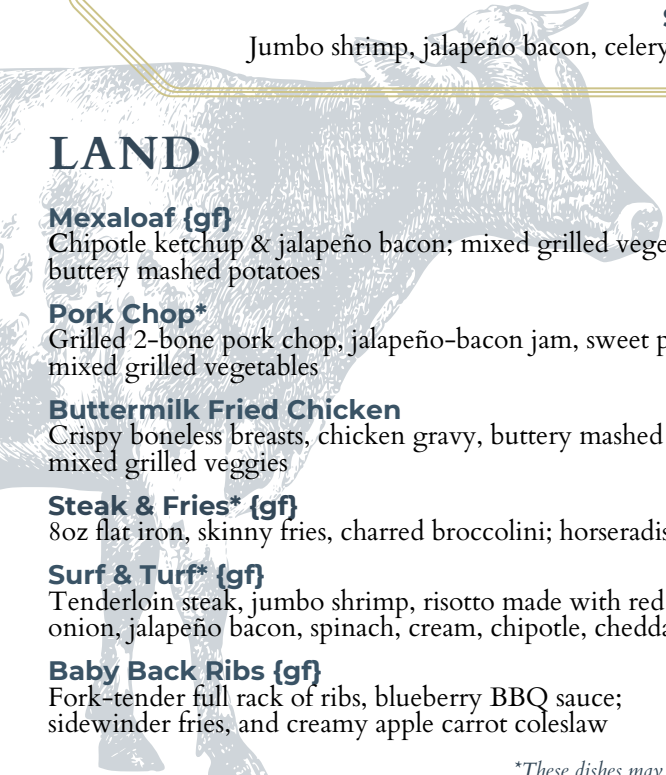 Jumbo shrimp, jalapeño bacon, celery
LAND
Mexaloaf {gf}
Chipotle ketchup & jalapeño bacon; mixed grilled vege
buttery mashed potatoes
Pork Chop*
Grilled 2-bone pork chop, jalapeño-bacon jam, sweet p
mixed grilled vegetables
Buttermilk Fried Chicken
Crispy boneless breasts, chicken gravy, buttery mashed
mixed grilled veggies
Steak & Fries* {gf}
8oz flat iron, skinny fries, charred broccolini; horseradis
Surf & Turf* {gf}
Tenderloin steak, jumbo shrimp, risotto made with red
onion, jalapeño bacon, spinach, cream, chipotle, chedda
Baby Back Ribs {gf}
Fork-tender full rack of ribs, blueberry BBQ sauce;
sidewinder fries, and creamy apple carrot coleslaw
*These dishes may